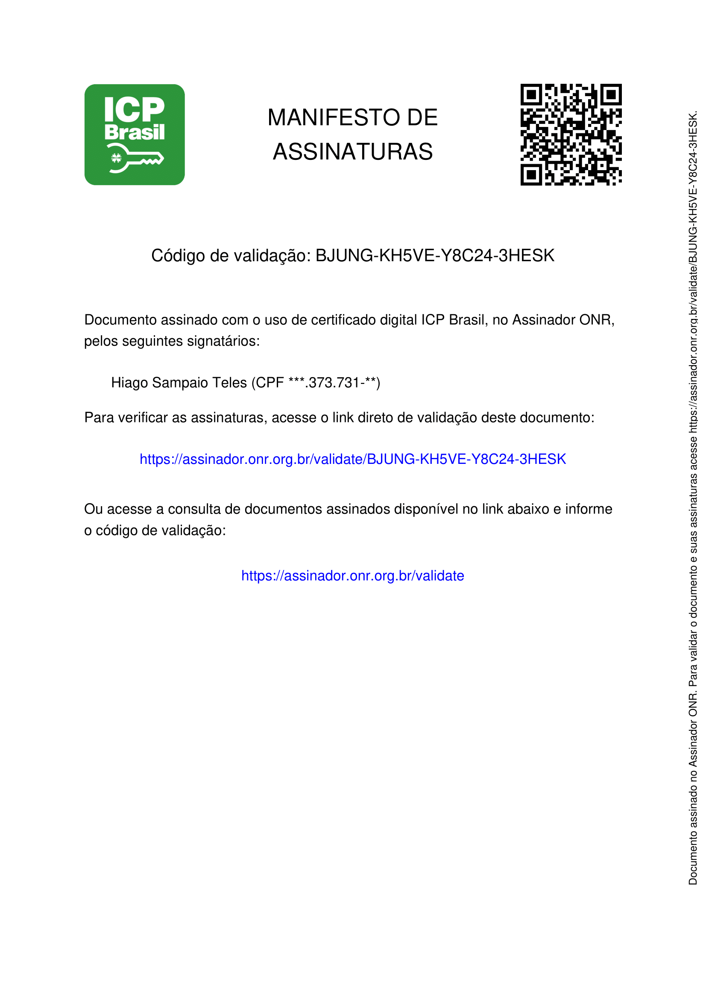 ICP
Brasil
MANIFESTO DE
ASSINATURAS
Código de validação: BJUNG-KH5VE-Y8C24-3HESK
Documento assinado com o uso de certificado digital ICP Brasil, no Assinador ONR,
pelos seguintes signatários:
Hiago Sampaio Teles (CPF ***.373.731-**)
Para verificar as assinaturas, acesse o link direto de validação deste documento:
https://assinador.onr.org.br/validate/BJUNG-KH5VE-Y8C24-3HESK
Ou acesse a consulta de documentos assinados disponível no link abaixo e informe
o código de validação:
https://assinador.onr.org.br/validate
Documento assinado no Assinador ONR. Para validar o documento e suas assinaturas acesse https://assinador.onr.org.br/validate/BJUNG-KH5VE-Y8C24-3HESK.